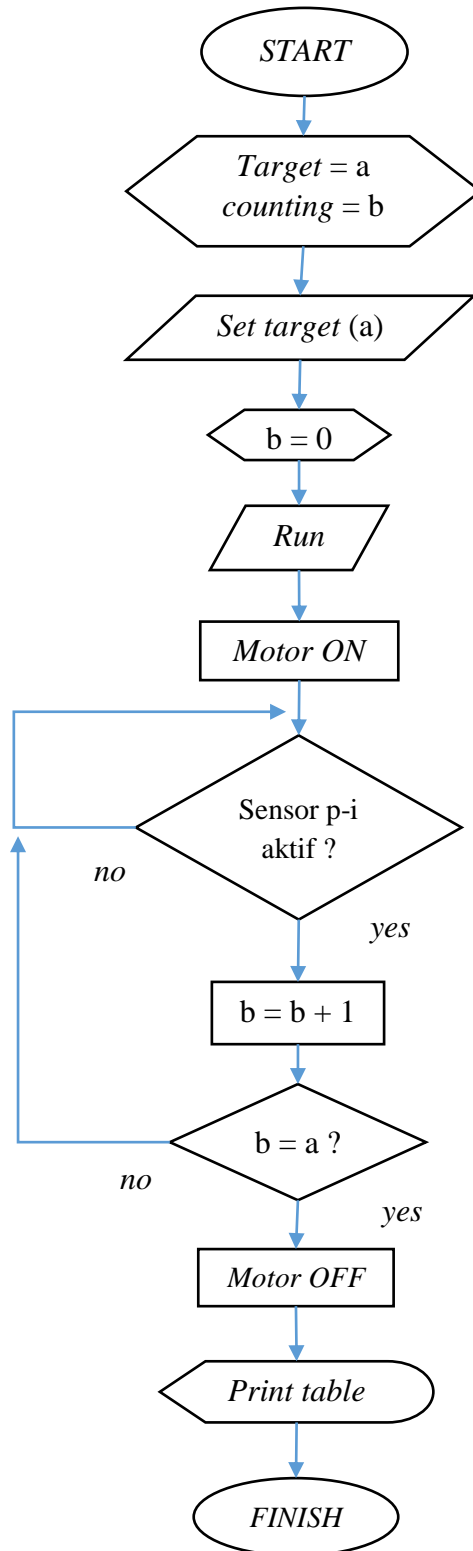 START
Target = a
counting = b
Set target (a)
b = 0
Run
Motor ON
Sensor p-i
aktif ?
no
yes
b = b + 1
b = a ?
no
yes
Motor OFF
Print table
FINISH